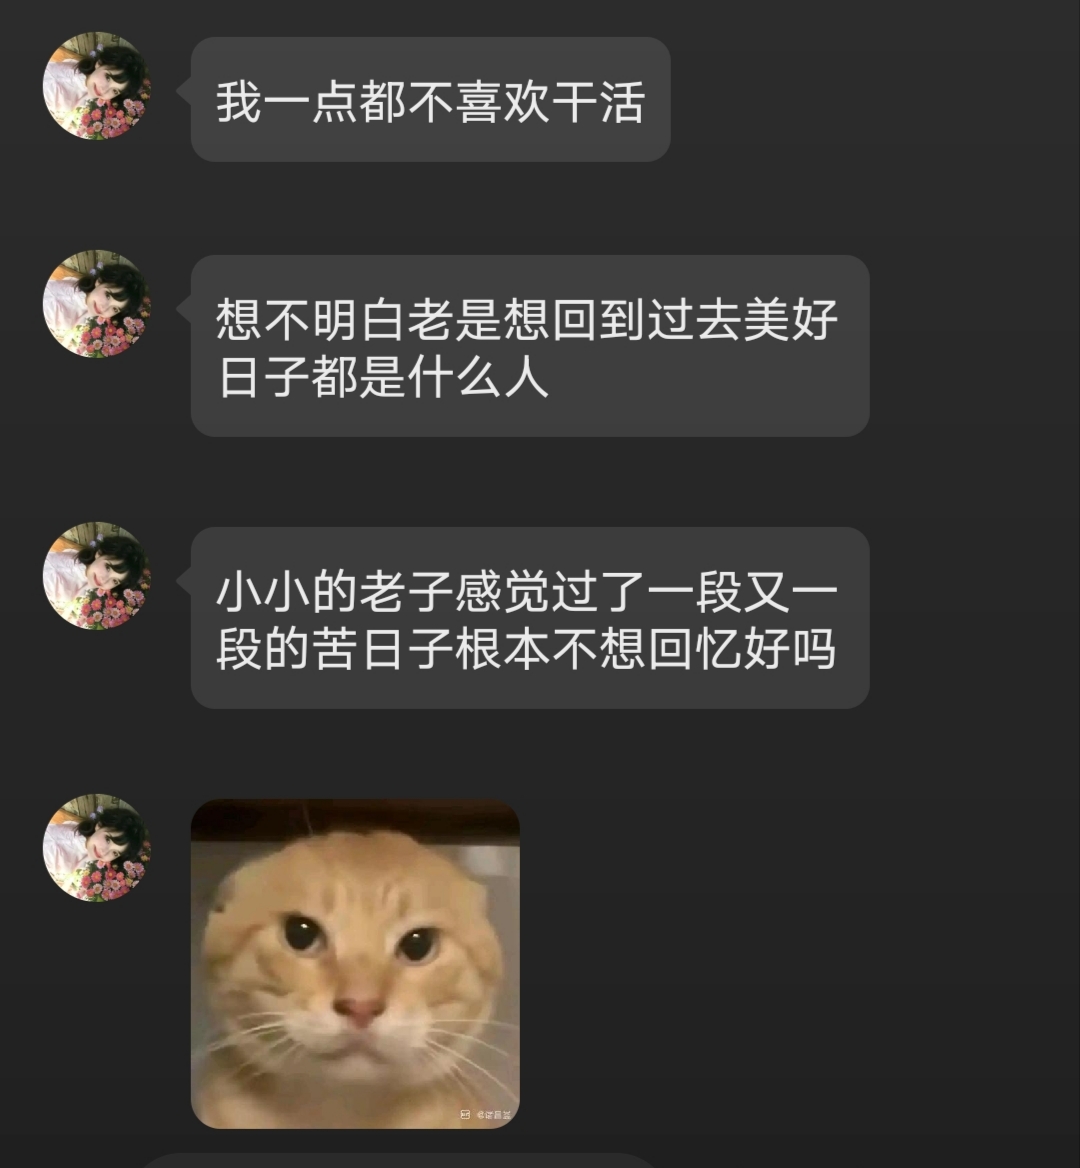 我一点都不喜欢干活
想不明白老是想回到过去美好
日子都是什么人
小小的老子感觉过了一段又一
段的苦日子根本不想回忆好吗